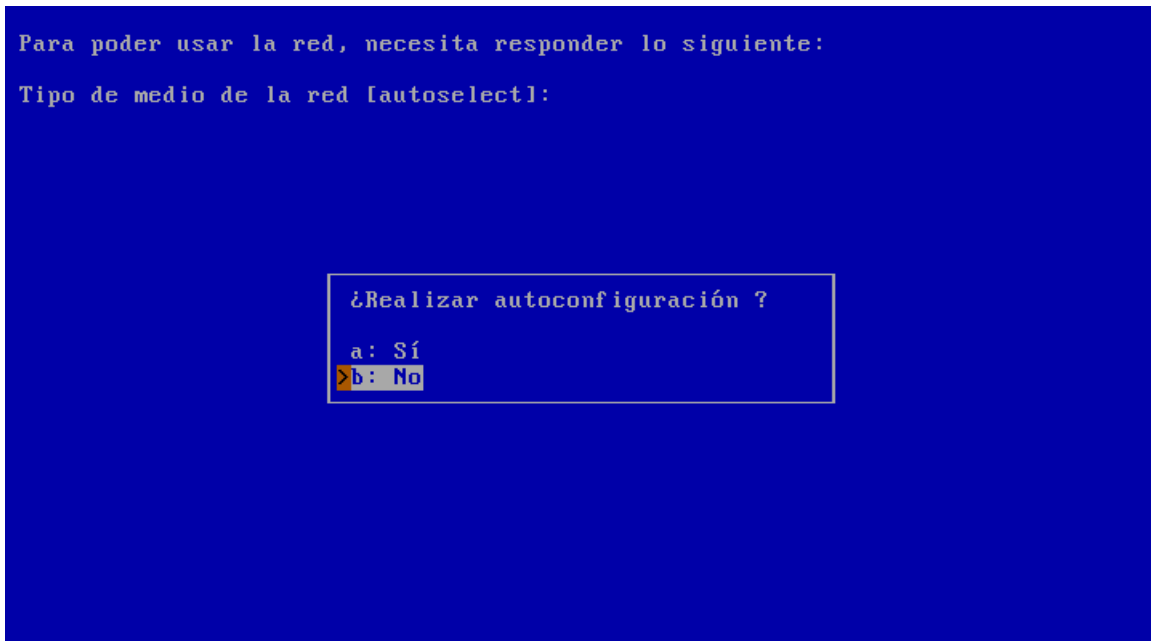 Para poder usar la red, necesita responder lo siguiente:
Tipo de medio de la red [autoselect]:
¿Realizar autoconfiguración ?
a: Sí
>b: No